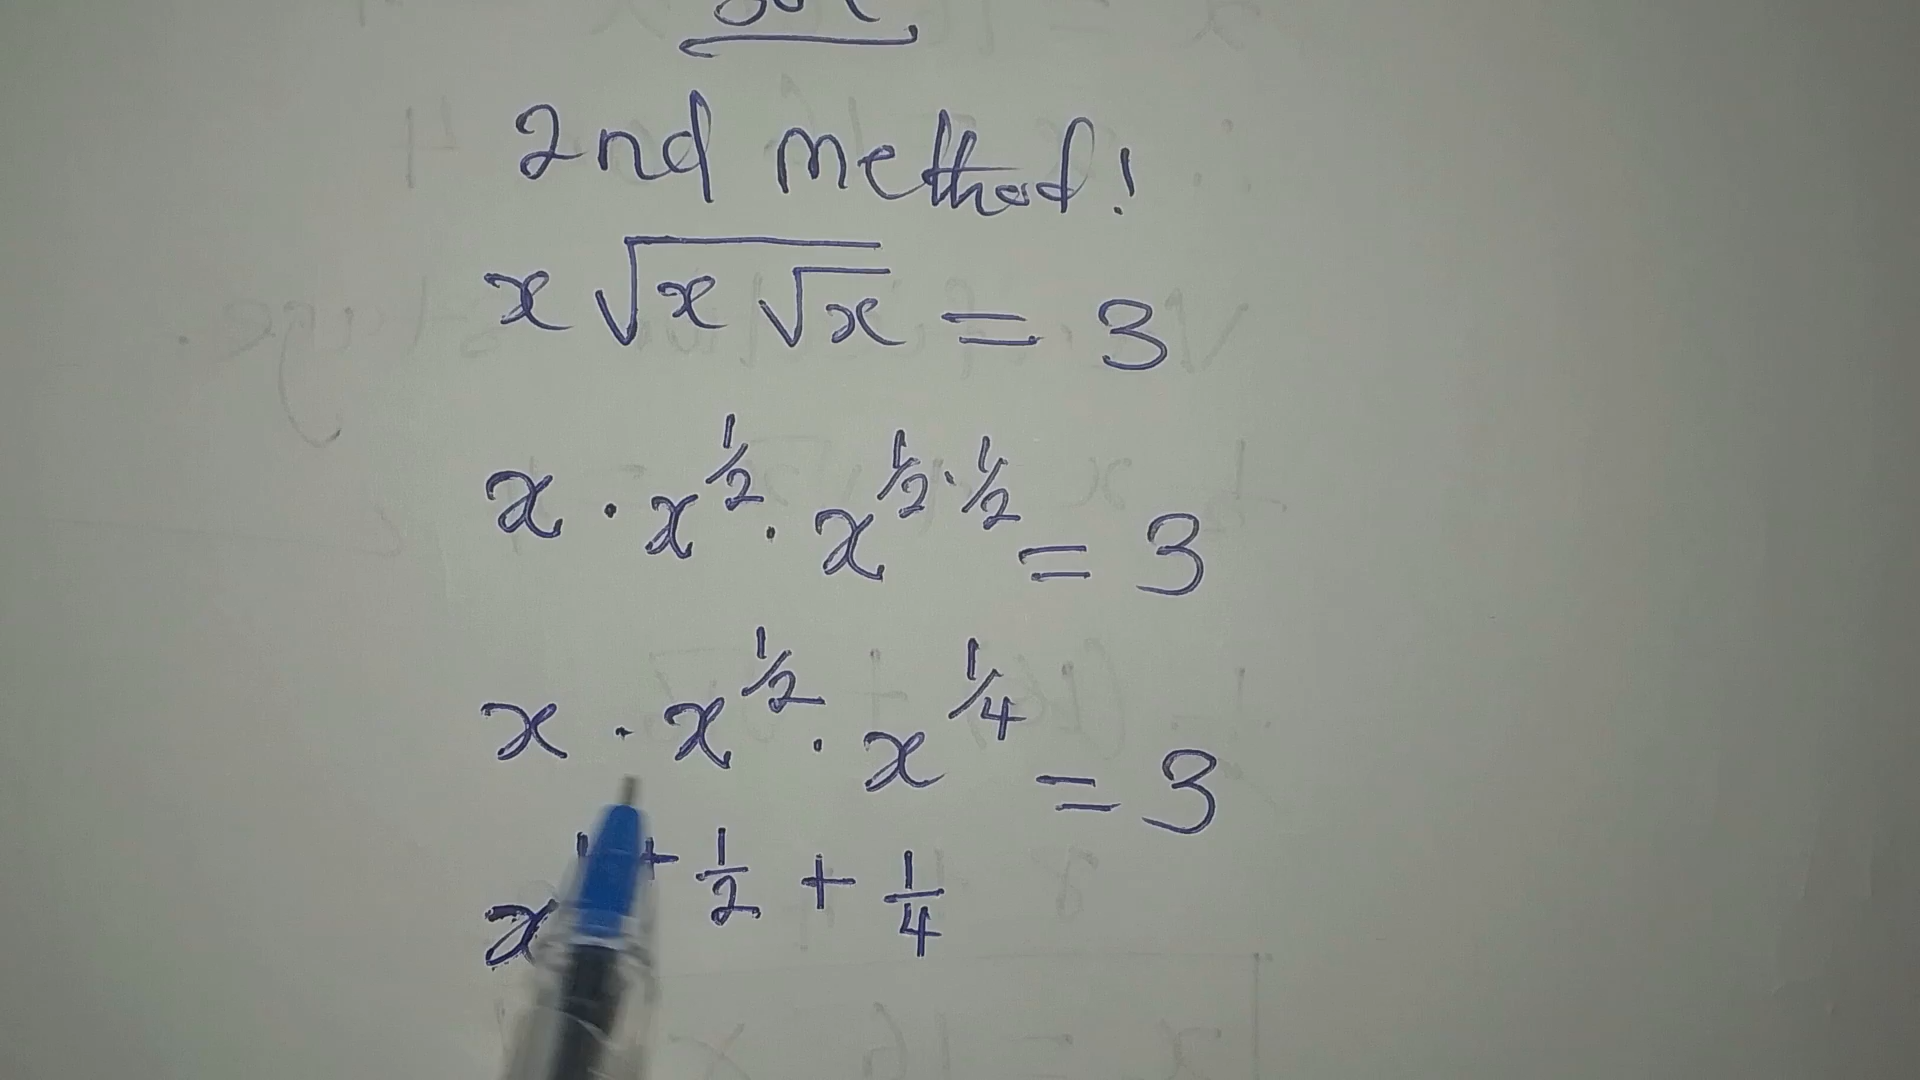 2nd method!
x√(x√x) = 3
x · x^½ · x^(½·½) = 3
x · x^½ · x^¼ = 3
x^(1 + ½ + ¼)